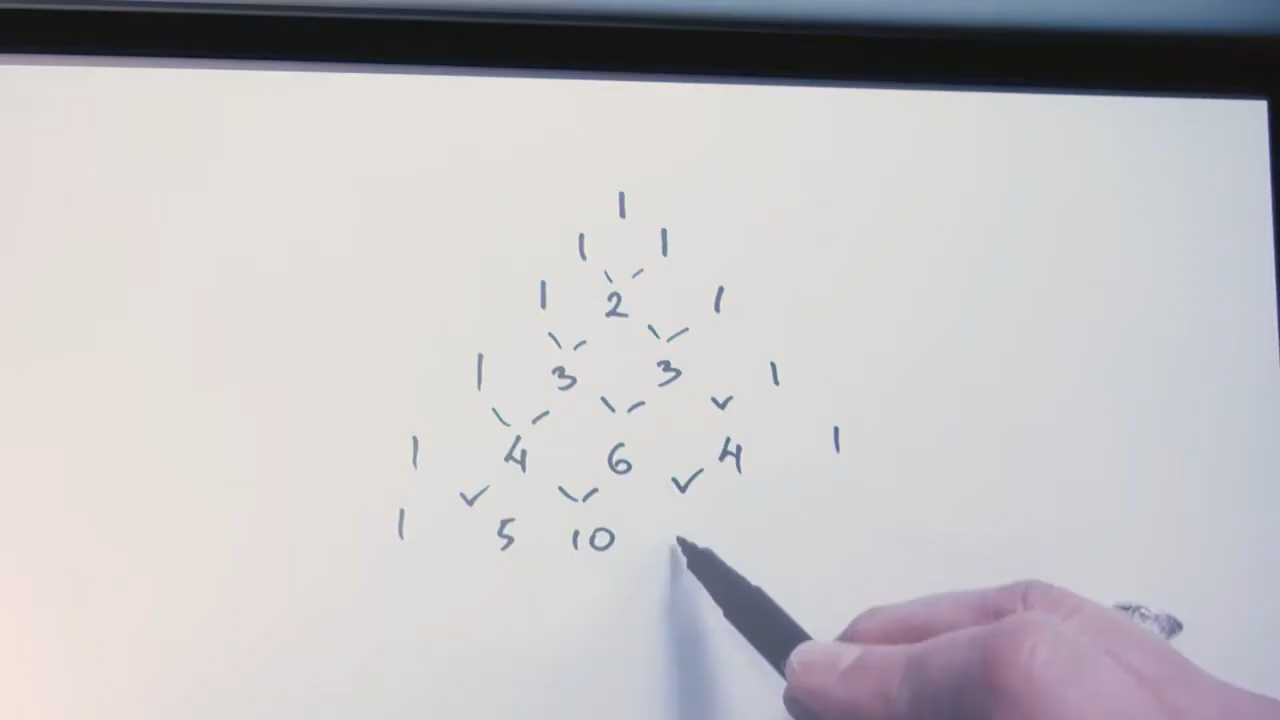 1
1 1
1 2 1
1 3 3 1
1 4 6 4 1
1 5 10